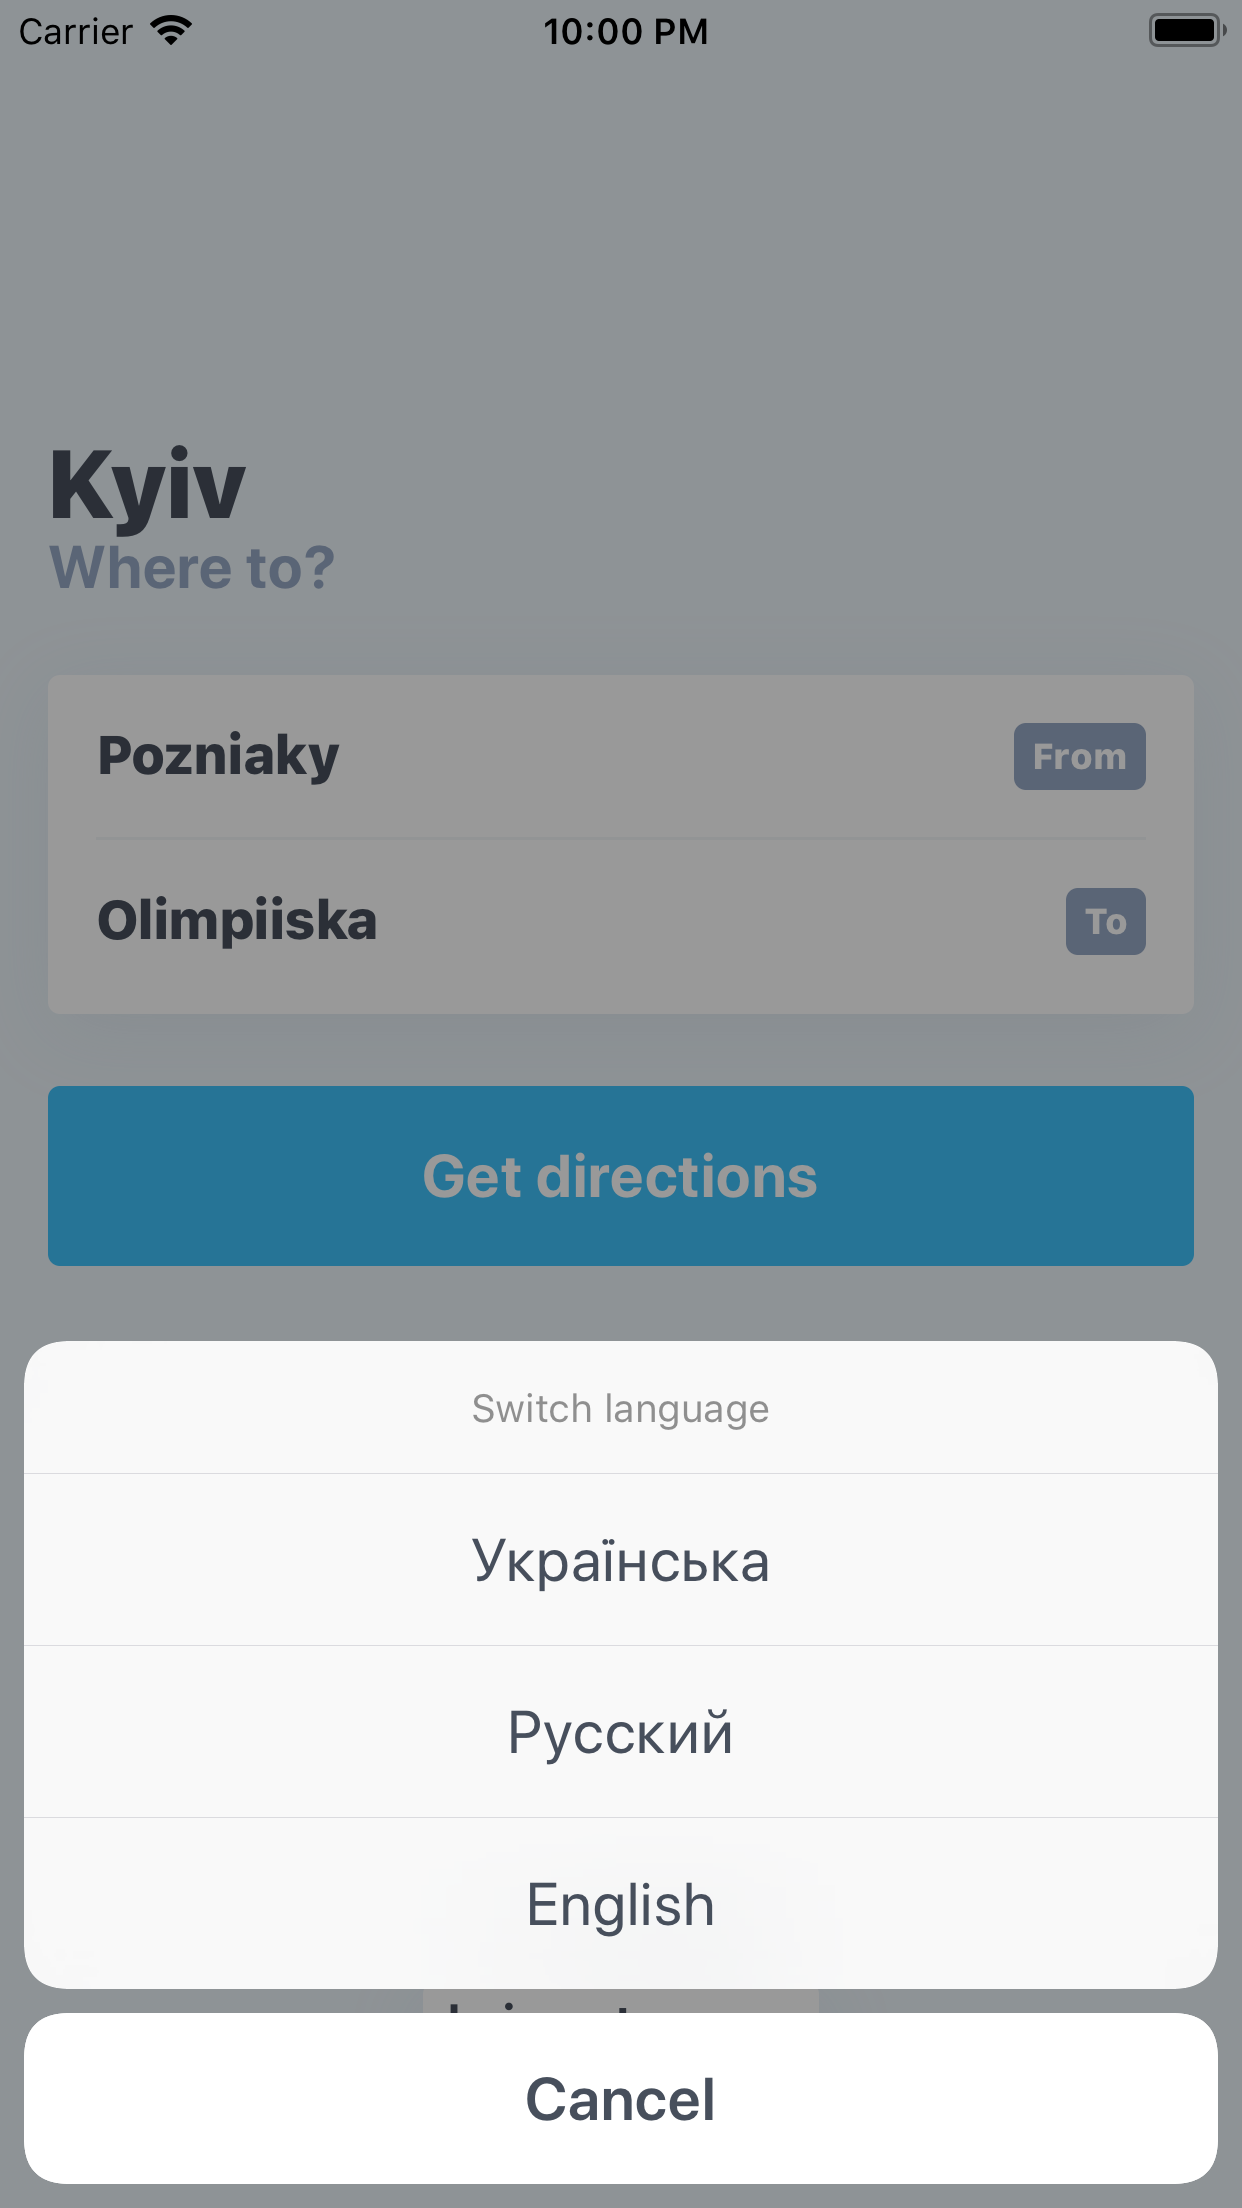 Carrier 10:00 PM
Kyiv
Where to?
Pozniaky From
Olimpiiska To
Get directions
Switch language
Українська
Русский
English
Cancel